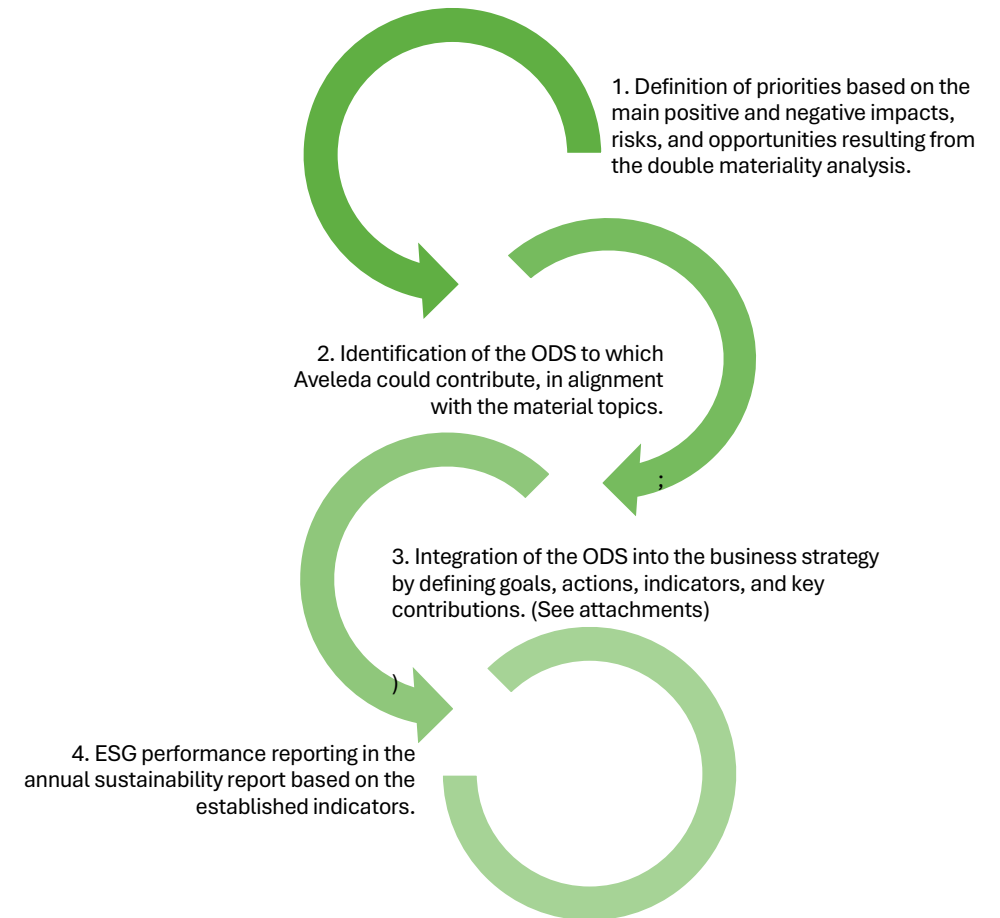 1. Definition of priorities based on the
main positive and negative impacts,
risks, and opportunities resulting from
the double materiality analysis.
2. Identification of the ODS to which
Aveleda could contribute, in alignment
with the material topics.
;
3. Integration of the ODS into the business strategy
by defining goals, actions, indicators, and key
contributions. (See attachments)
)
4. ESG performance reporting in the
annual sustainability report based on the
established indicators.